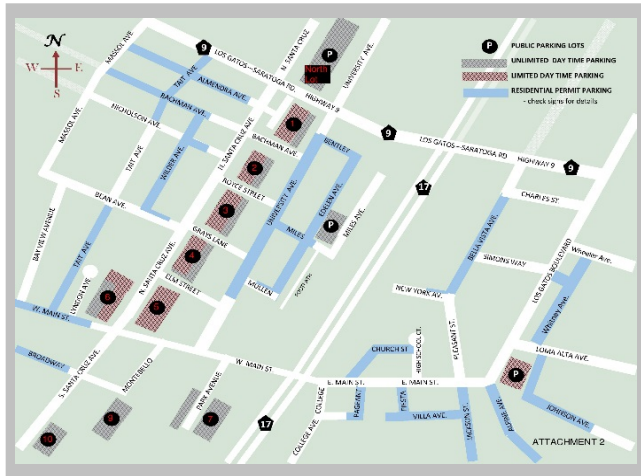 N
W E
S
P PUBLIC PARKING LOTS
UNLIMITED DAY TIME PARKING
LIMITED DAY TIME PARKING
RESIDENTIAL PERMIT PARKING
- check signs for details
MASSOL AVE.
TAIT AVE
9
LOS GATOS – SARATOGA RD.
N. SANTA CRUZ
P
North
Lot
UNIVERSITY AVE.
ALMENDRA AVE.
HIGHWAY 9
BACHMAN AVE
NICHOLSON AVE.
MASSOL AVE.
TAIT AVE.
WILDER AVE.
N. SANTA CRUZ AVE
1
BACHMAN AVE
BENTLEY
9
LOS GATOS – SARATOGA RD
HIGHWAY 9
9
2
ROYCE STREET
17
UNIVERSITY AVE.
EDELEN AVE.
CHARLES ST.
BEAN AVE.
3
P
MILES AVE.
MILES
BAY VIEW AVENUE
TAIT AVE.
GRAYS LANE
4
BELLA VISTA AVE.
SIMONS WAY
LOS GATOS BOULEVARD
Wheeler Ave.
N. SANTA CRUZ AVE.
ELM STREET
MULLEN
LYNDON AVE
6
5
NEW YORK AV.
Whitney Ave.
W. MAIN ST.
PLEASANT ST.
HIGH SCHOOL CT.
CHURCH ST
LOMA ALTA AVE.
BROADWAY
W. MAIN ST.
S. SANTA CRUZ AVE.
MONTEBELLO
PARK AVENUE
E. MAIN ST.
E. MAIN ST.
P
COLLEGE
PAGEANT
FIESTA
VILLA AVE.
JACKSON ST
JOHNSON AVE.
10
9
7
17
COLLEGE AVE.
ATTACHMENT 2